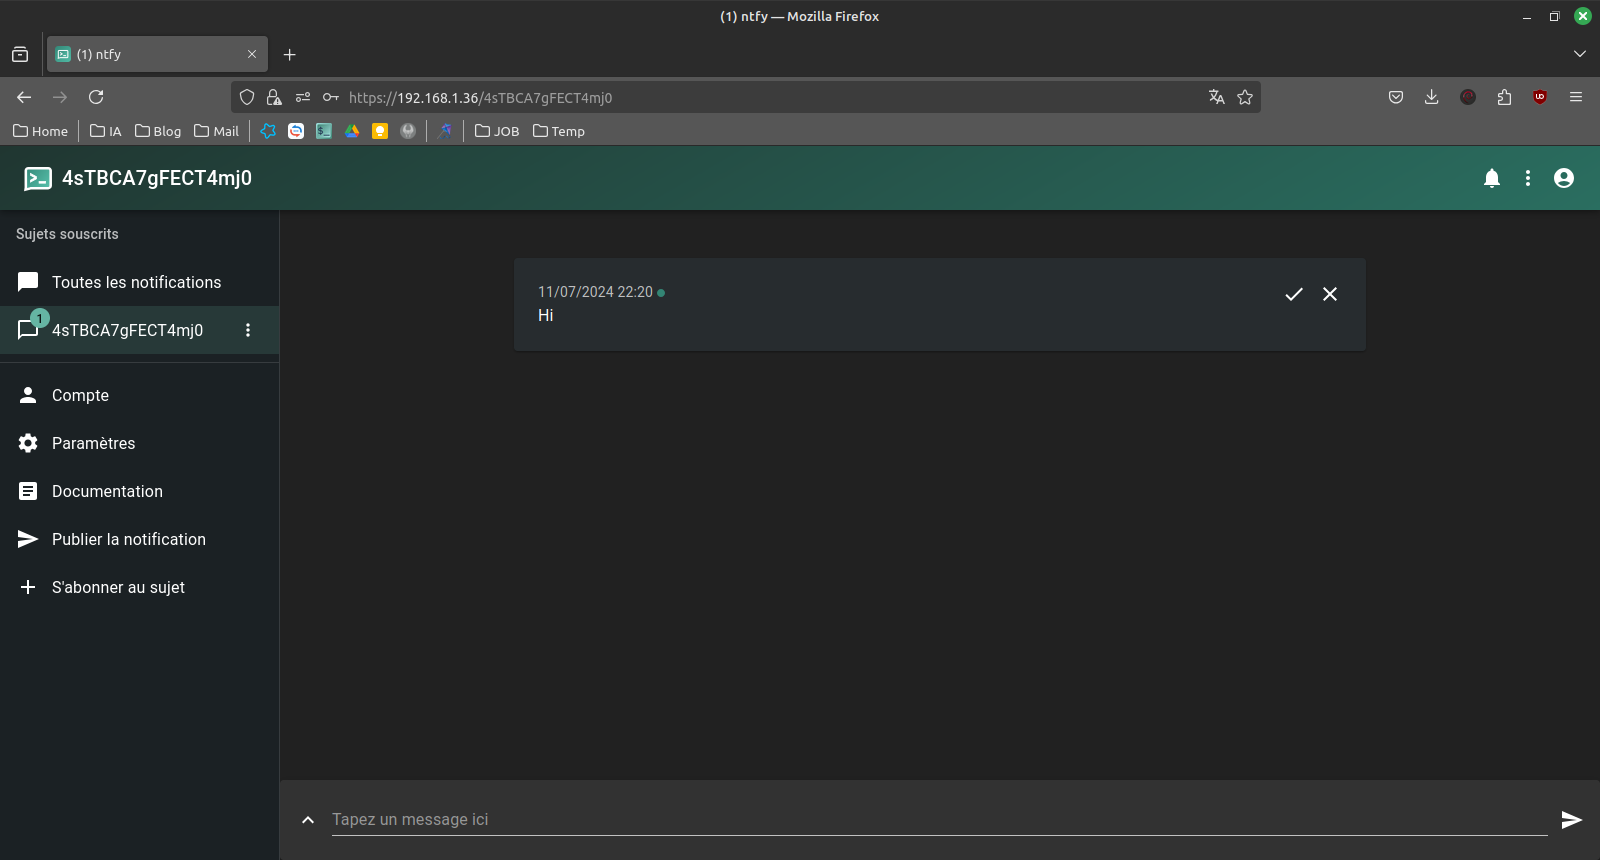 (1) ntfy — Mozilla Firefox
(1) ntfy
https://192.168.1.36/4sTBCA7gFECT4mj0
Home IA Blog Mail JOB Temp
4sTBCA7gFECT4mj0
Sujets souscrits
Toutes les notifications
1
4sTBCA7gFECT4mj0
Compte
Paramètres
Documentation
Publier la notification
S'abonner au sujet
11/07/2024 22:20
Hi
Tapez un message ici